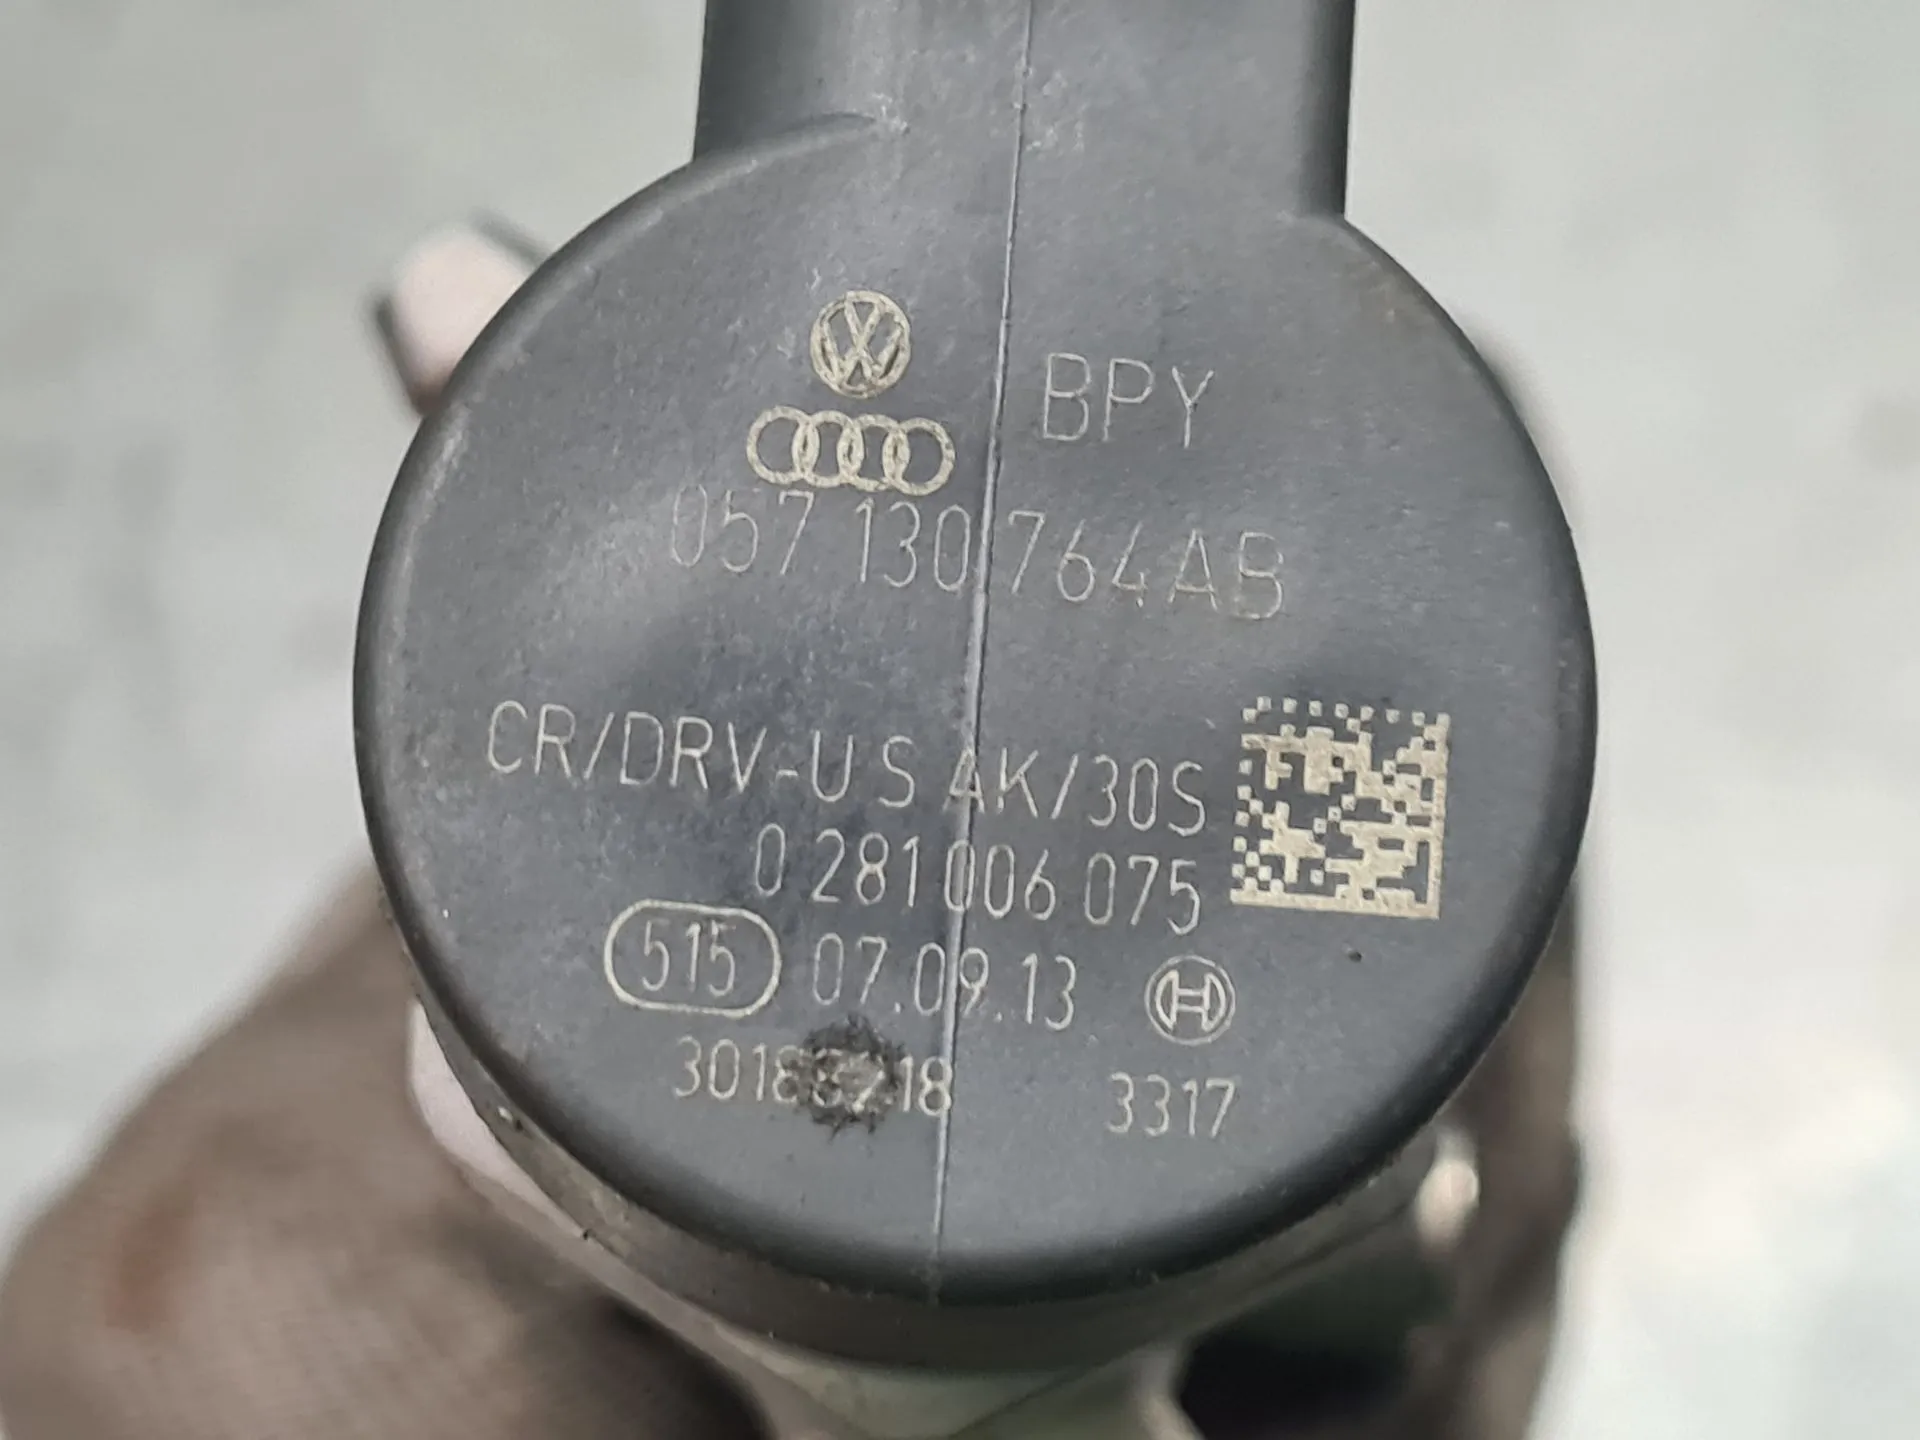 BPY
057 130 764AB
CR/DRV-U S AK/30S
0 281 006 075
515 07.09.13
3317